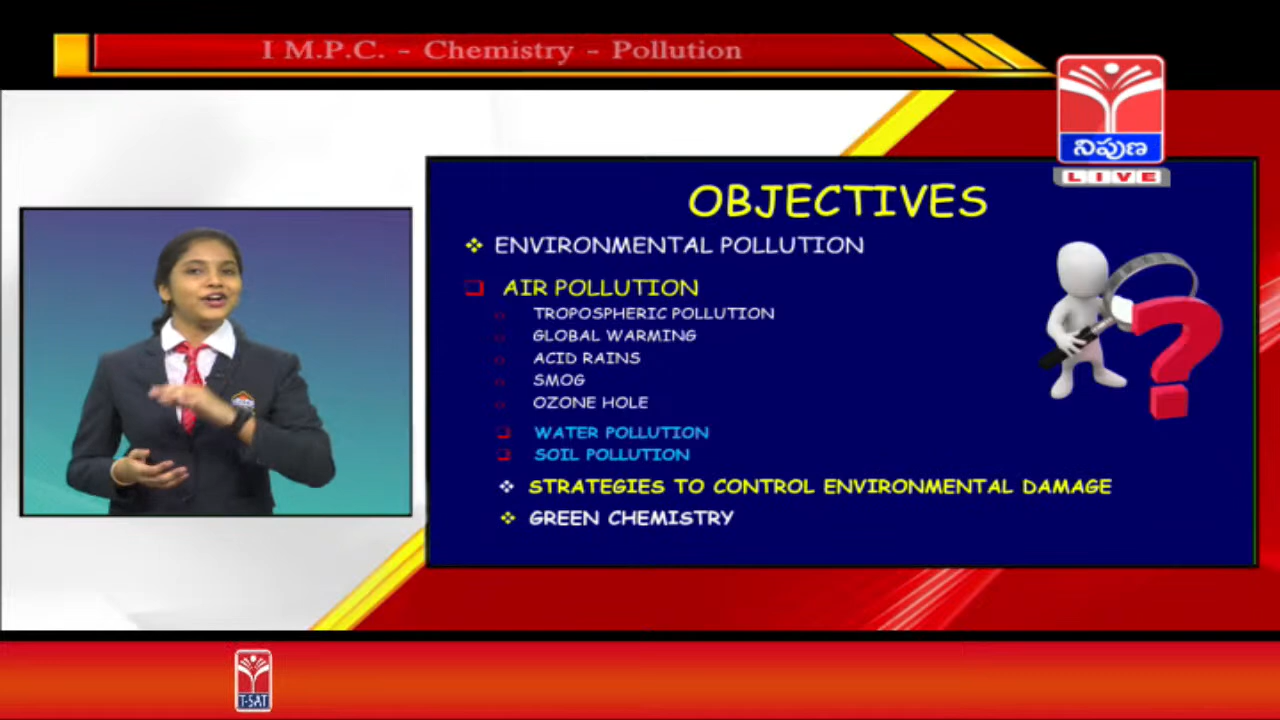 I M.P.C. - Chemistry - Pollution
నిపుణ
LIVE
OBJECTIVES
ENVIRONMENTAL POLLUTION
AIR POLLUTION
TROPOSPHERIC POLLUTION
GLOBAL WARMING
ACID RAINS
SMOG
OZONE HOLE
WATER POLLUTION
SOIL POLLUTION
STRATEGIES TO CONTROL ENVIRONMENTAL DAMAGE
GREEN CHEMISTRY
T-SAT